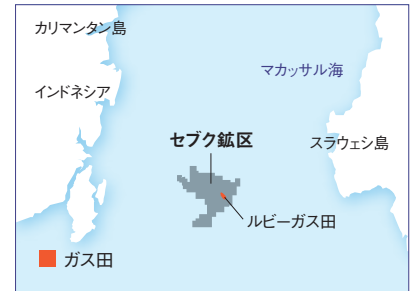 カリマンタン島
マカッサル海
インドネシア
セブク鉱区
スラウェシ島
ルビーガス田
ガス田